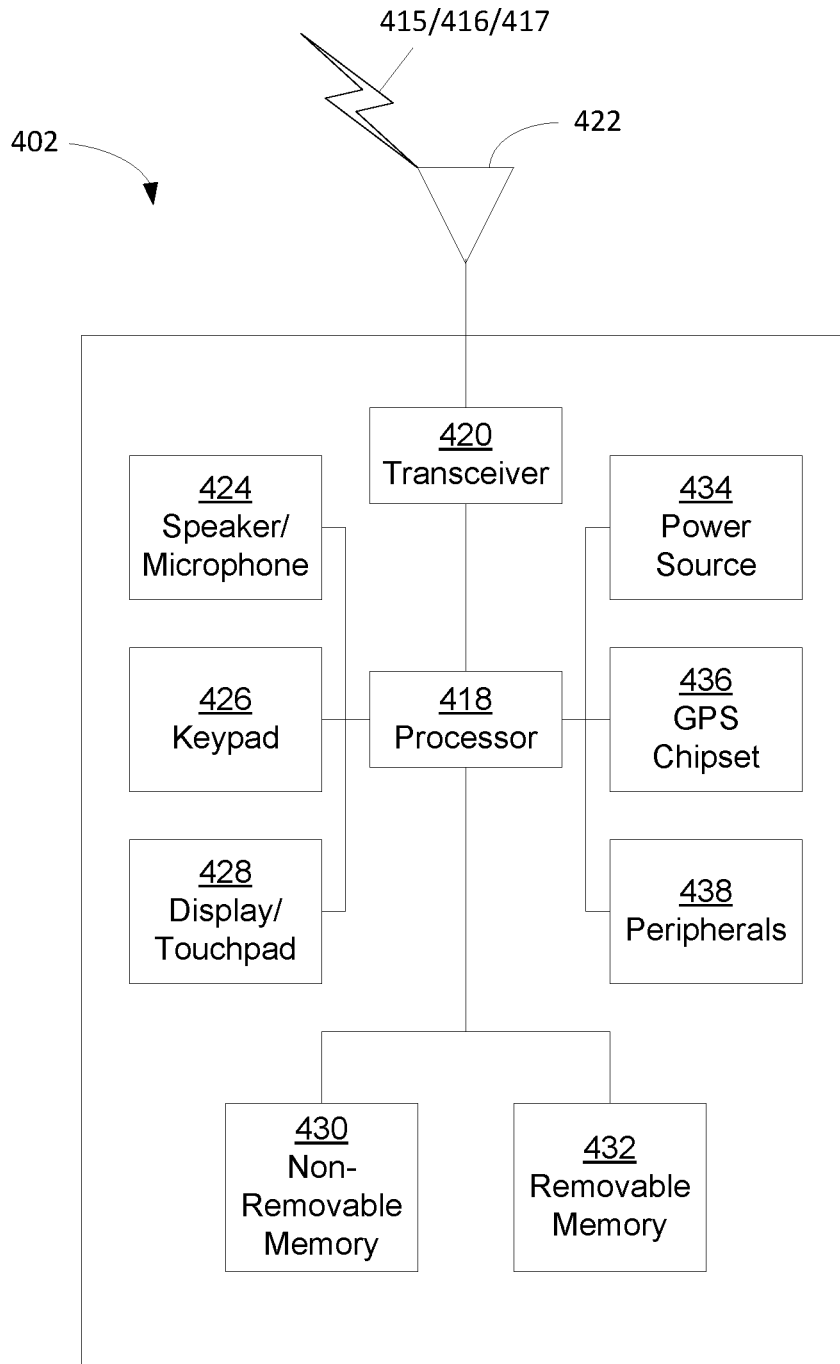 415/416/417
422
402
420
Transceiver
424
Speaker/
Microphone
434
Power
Source
426
Keypad
418
Processor
436
GPS
Chipset
428
Display/
Touchpad
438
Peripherals
430
Non-
Removable
Memory
432
Removable
Memory